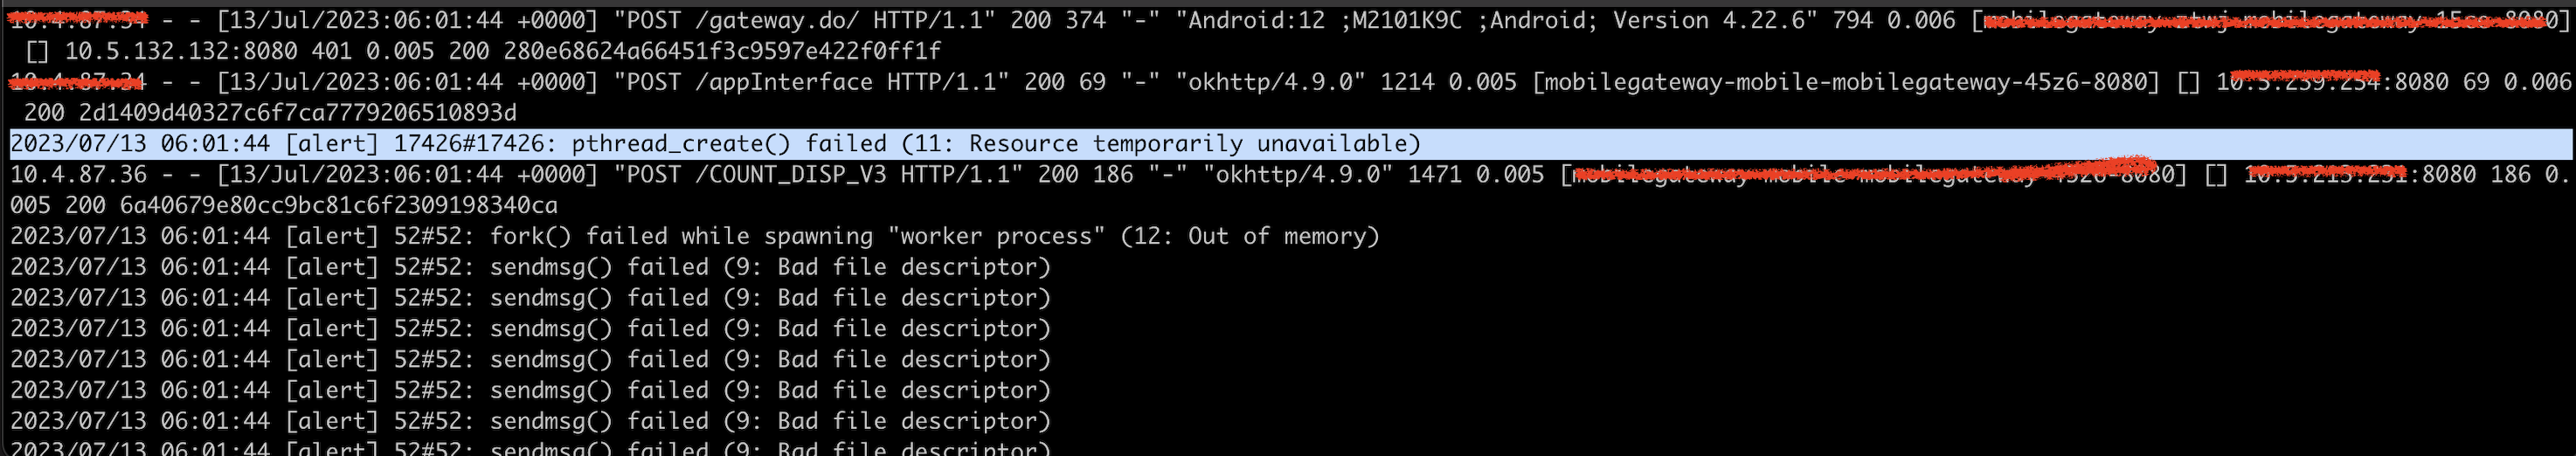 - - [13/Jul/2023:06:01:44 +0000] "POST /gateway.do/ HTTP/1.1" 200 374 "-" "Android:12 ;M2101K9C ;Android; Version 4.22.6" 794 0.006 [
[] 10.5.132.132:8080 401 0.005 200 280e68624a66451f3c9597e422f0ff1f
- - [13/Jul/2023:06:01:44 +0000] "POST /appInterface HTTP/1.1" 200 69 "-" "okhttp/4.9.0" 1214 0.005 [mobilegateway-mobile-mobilegateway-45z6-8080] [] :8080 69 0.006
200 2d1409d40327c6f7ca7779206510893d
2023/07/13 06:01:44 [alert] 17426#17426: pthread_create() failed (11: Resource temporarily unavailable)
10.4.87.36 - - [13/Jul/2023:06:01:44 +0000] "POST /COUNT_DISP_V3 HTTP/1.1" 200 186 "-" "okhttp/4.9.0" 1471 0.005 [ ] [] :8080 186 0.
005 200 6a40679e80cc9bc81c6f2309198340ca
2023/07/13 06:01:44 [alert] 52#52: fork() failed while spawning "worker process" (12: Out of memory)
2023/07/13 06:01:44 [alert] 52#52: sendmsg() failed (9: Bad file descriptor)
2023/07/13 06:01:44 [alert] 52#52: sendmsg() failed (9: Bad file descriptor)
2023/07/13 06:01:44 [alert] 52#52: sendmsg() failed (9: Bad file descriptor)
2023/07/13 06:01:44 [alert] 52#52: sendmsg() failed (9: Bad file descriptor)
2023/07/13 06:01:44 [alert] 52#52: sendmsg() failed (9: Bad file descriptor)
2023/07/13 06:01:44 [alert] 52#52: sendmsg() failed (9: Bad file descriptor)
2023/07/13 06:01:44 [alert] 52#52: sendmsg() failed (9: Bad file descriptor)